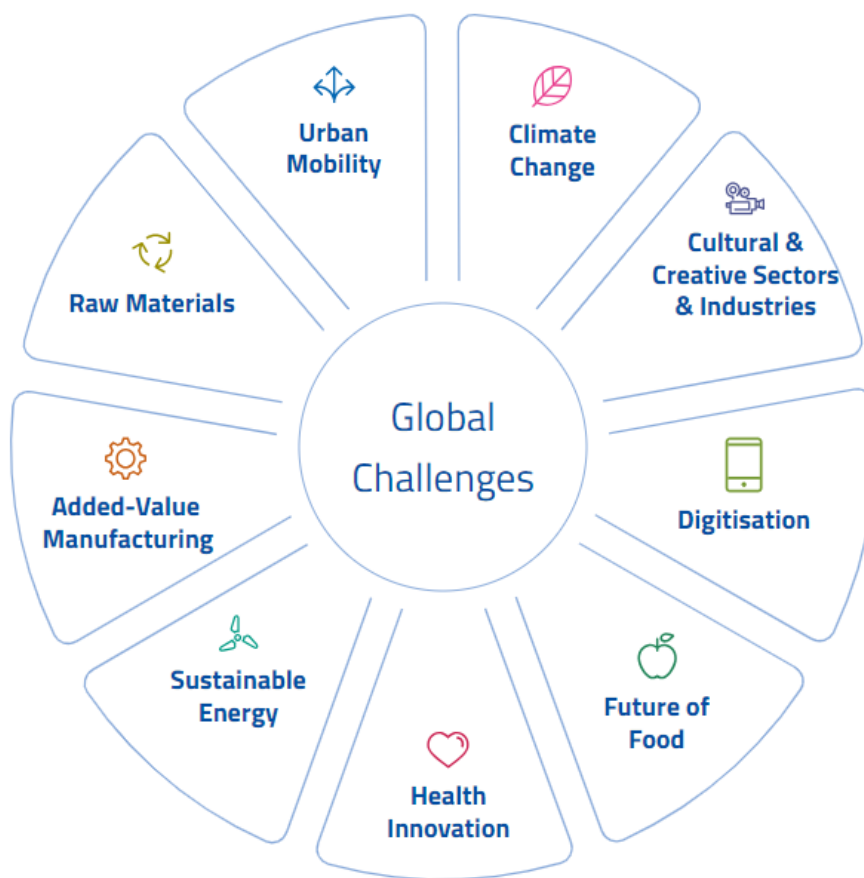 Urban
Mobility
Climate
Change
Cultural &
Creative Sectors
& Industries
Raw Materials
Global
Challenges
Added-Value
Manufacturing
Digitisation
Sustainable
Energy
Future of
Food
Health
Innovation